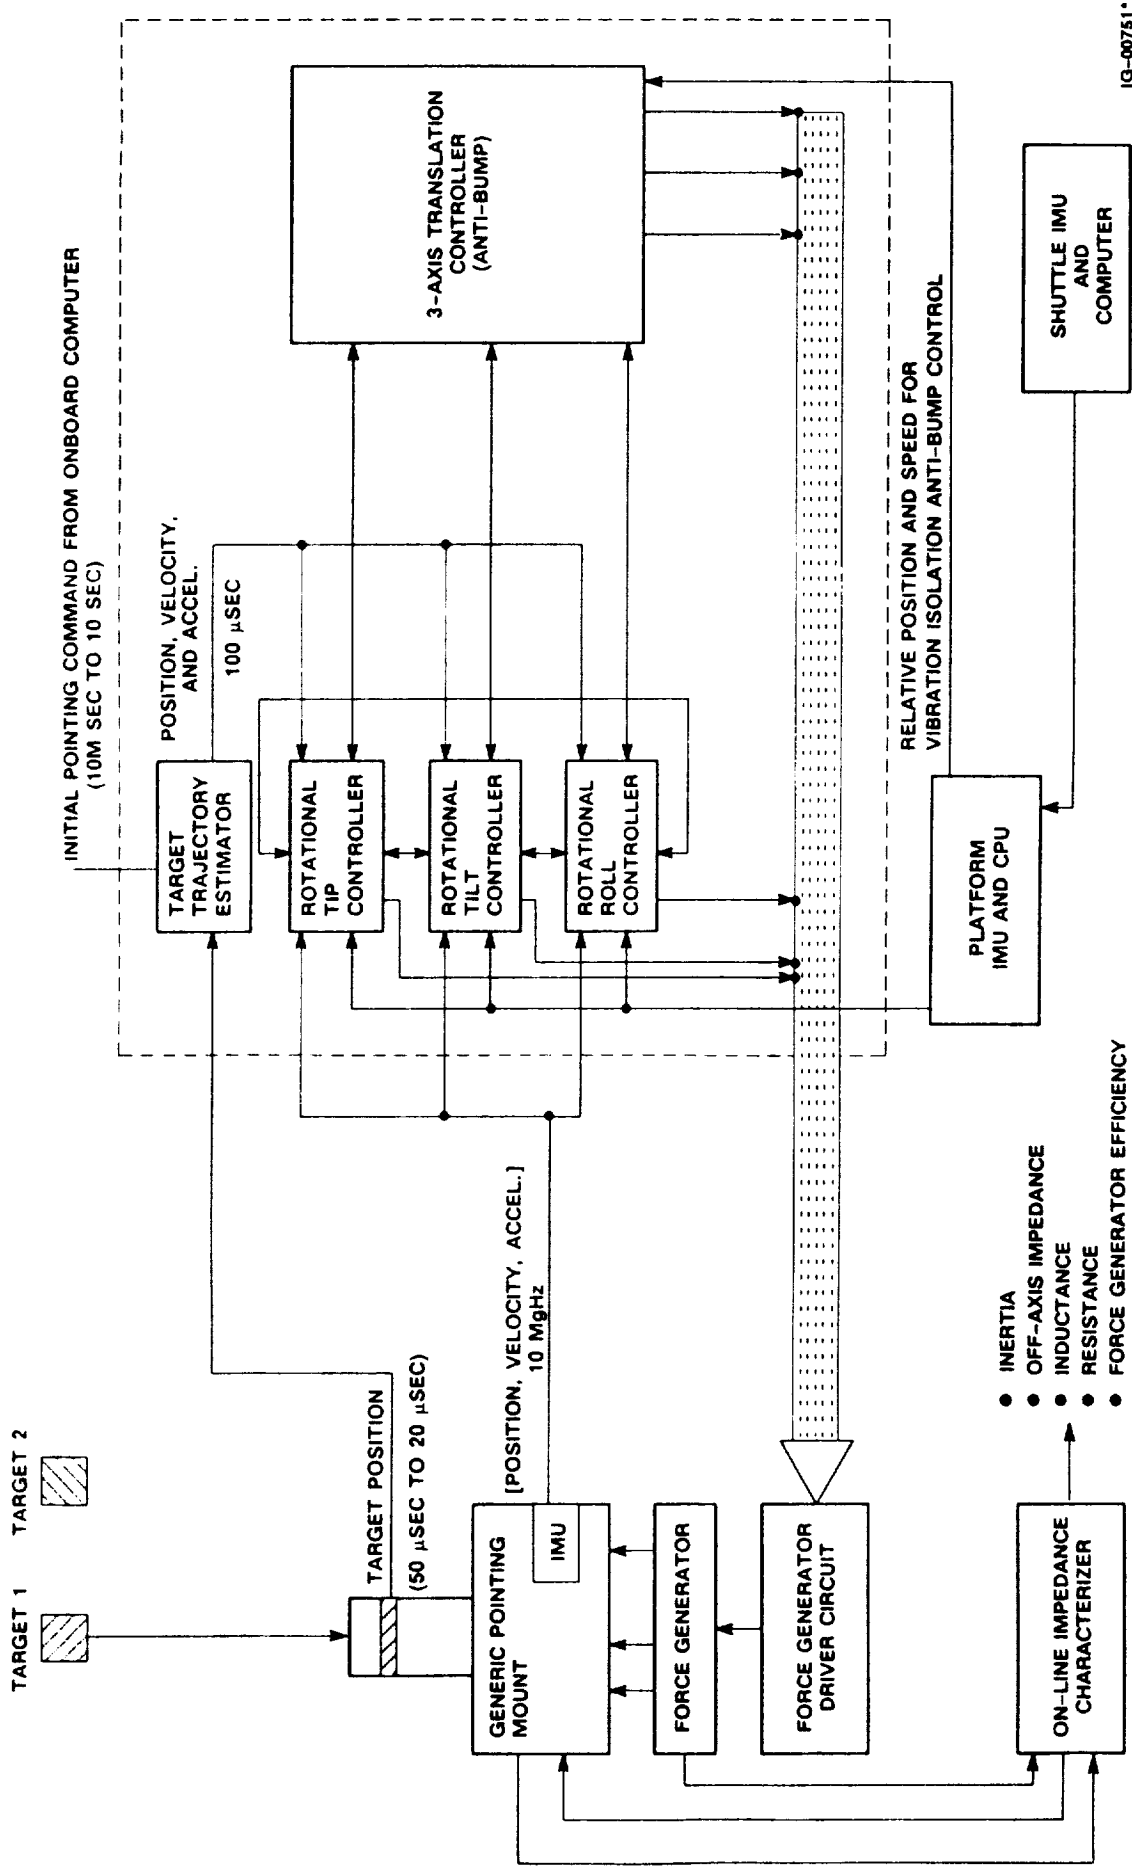 TARGET 1
TARGET 2
INITIAL POINTING COMMAND FROM ONBOARD COMPUTER
(10M SEC TO 10 SEC)
TARGET
TRAJECTORY
ESTIMATOR
POSITION, VELOCITY,
AND ACCEL.
100 μSEC
ROTATIONAL
TIP
CONTROLLER
ROTATIONAL
TILT
CONTROLLER
ROTATIONAL
ROLL
CONTROLLER
3-AXIS TRANSLATION
CONTROLLER
(ANTI-BUMP)
TARGET POSITION
(50 μSEC TO 20 μSEC)
[POSITION, VELOCITY, ACCEL.]
10 MgHz
GENERIC POINTING
MOUNT
IMU
FORCE GENERATOR
FORCE GENERATOR
DRIVER CIRCUIT
RELATIVE POSITION AND SPEED FOR
VIBRATION ISOLATION ANTI-BUMP CONTROL
PLATFORM
IMU AND CPU
SHUTTLE IMU
AND
COMPUTER
ON-LINE IMPEDANCE
CHARACTERIZER
● INERTIA
● OFF-AXIS IMPEDANCE
● INDUCTANCE
● RESISTANCE
● FORCE GENERATOR EFFICIENCY
IG-00751*